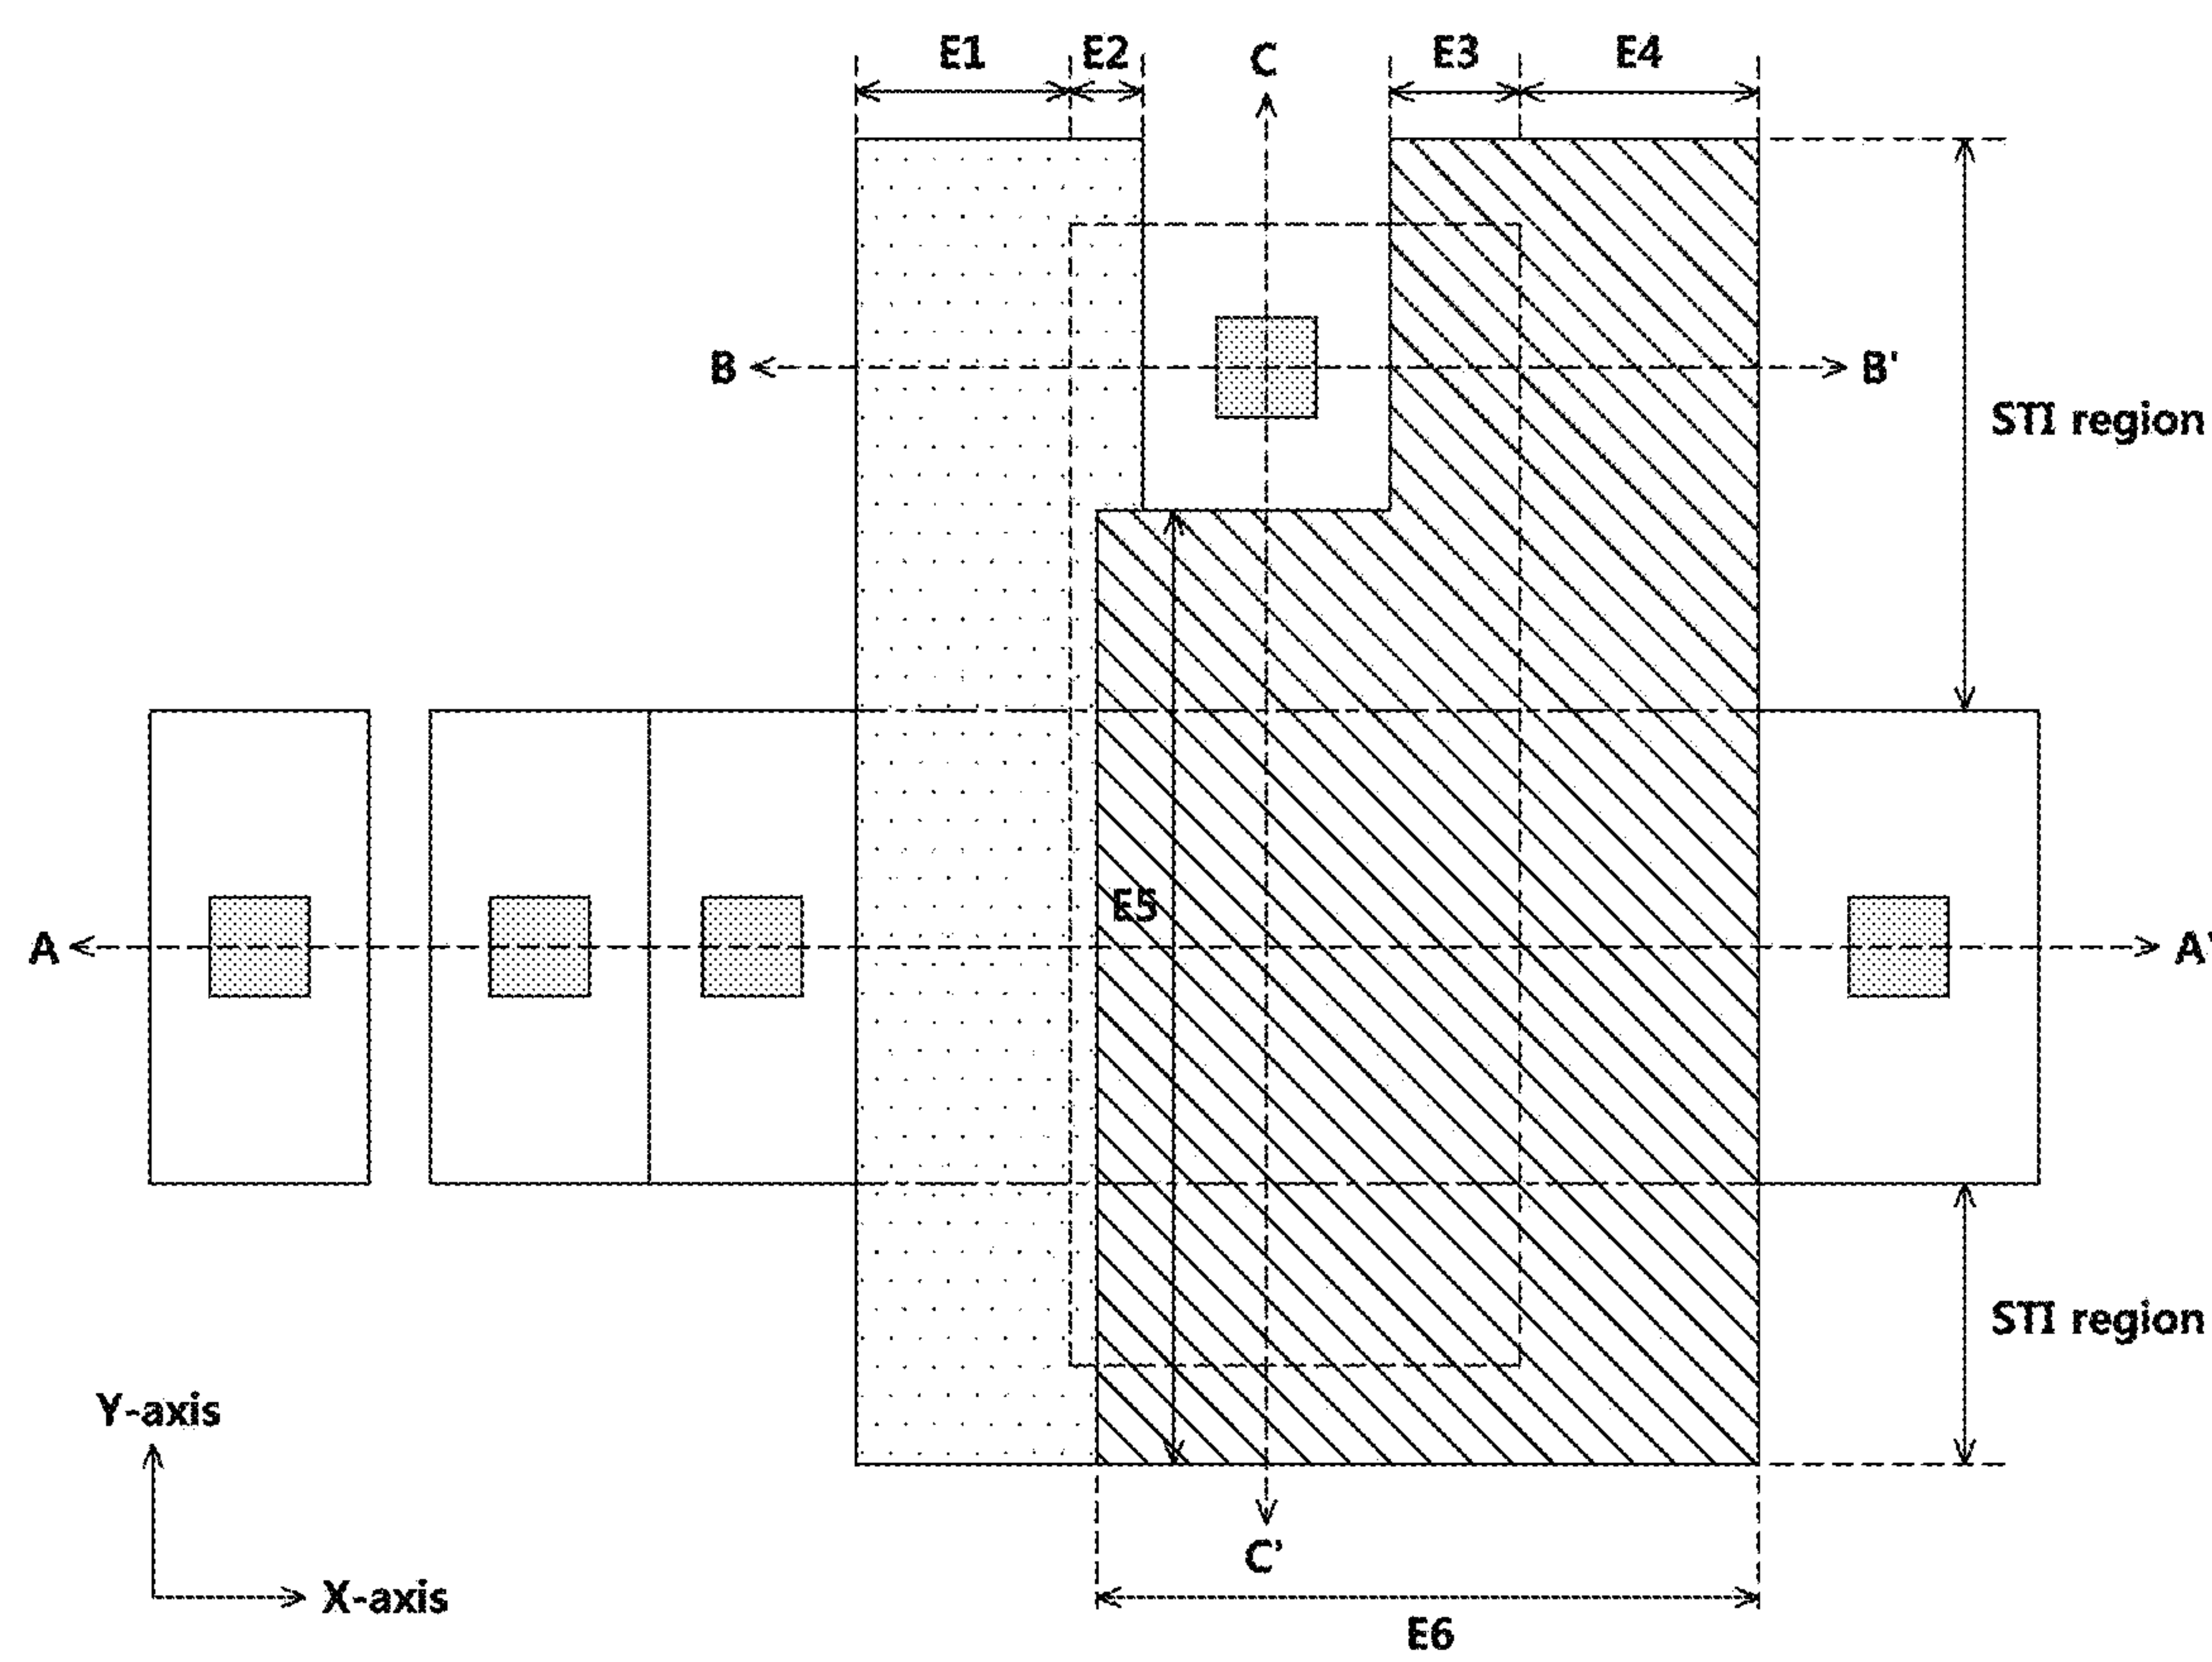 E1 E2 C E3 E4
B B'
STI region
E5
A A'
STI region
Y-axis
C'
X-axis
E6